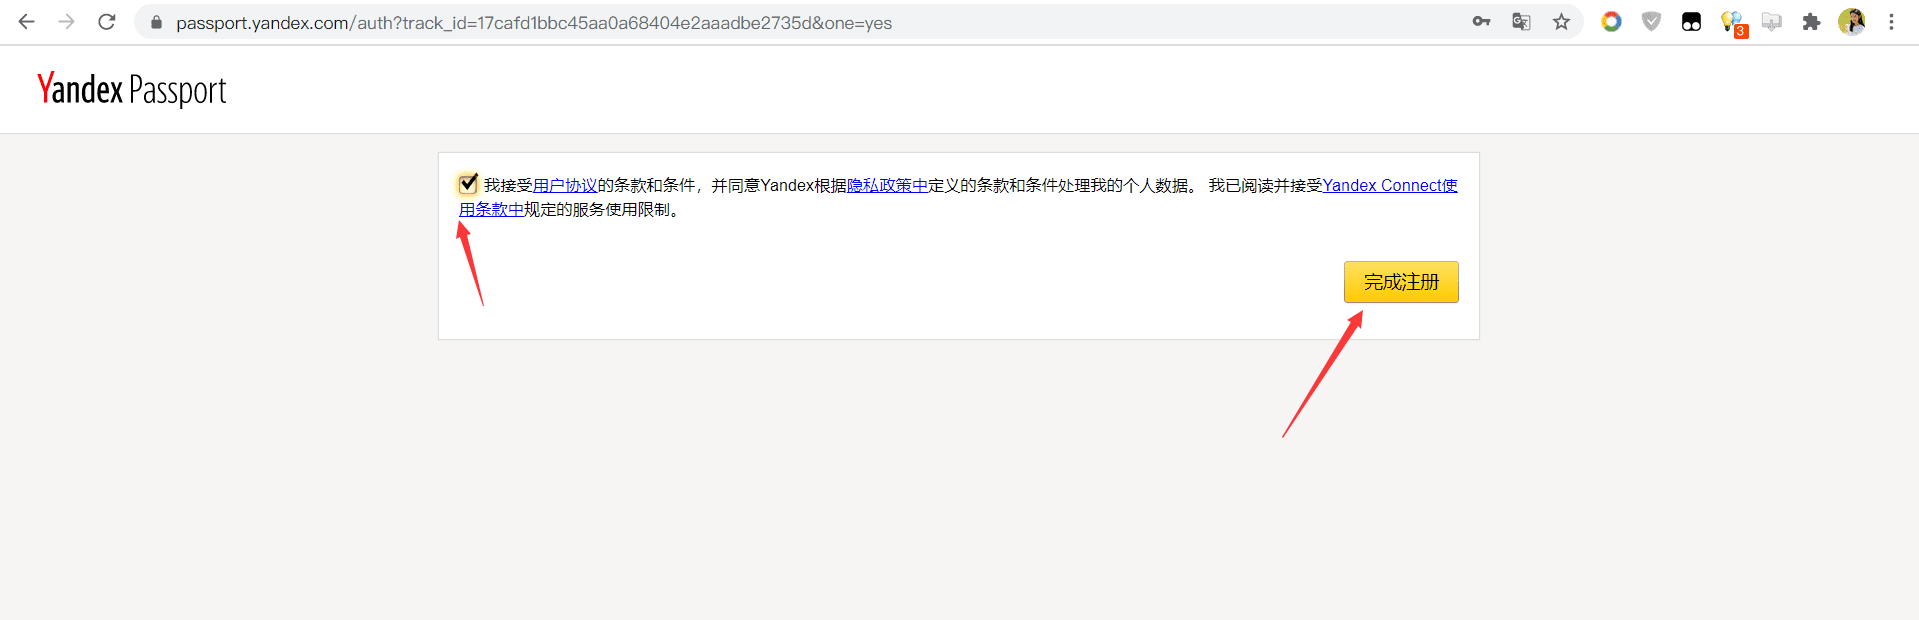 passport.yandex.com/auth?track_id=17cafd1bbc45aa0a68404e2aaadbe2735d&one=yes
3
Yandex Passport
我接受用户协议的条款和条件，并同意Yandex根据隐私政策中定义的条款和条件处理我的个人数据。 我已阅读并接受Yandex Connect使
用条款中规定的服务使用限制。
完成注册